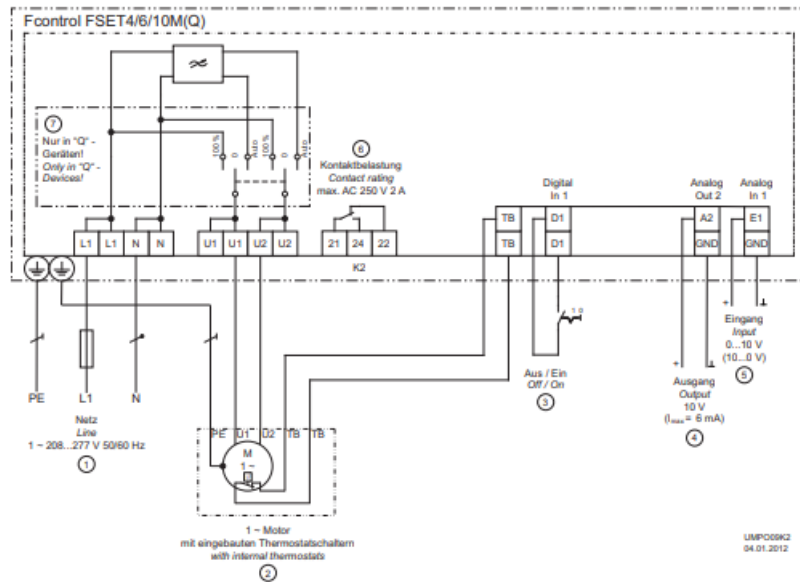 Fcontrol FSET4/6/10M(Q)
7
Nur in "Q" -
Geräten!
Only in "Q" -
Devices!
100 %
0
Auto
100 %
0
Auto
6
Kontaktbelastung
Contact rating
max. AC 250 V 2 A
Digital
In 1
Analog
Out 2
Analog
In 1
L1 L1 N N
U1 U1 U2 U2
21 24 22
TB D1
A2 E1
TB D1
GND GND
K2
PE L1 N
Netz
Line
1 ~ 208...277 V 50/60 Hz
1
1 0
Aus / Ein
Off / On
3
+ ⊥
Eingang
Input
0...10 V
(10...0 V)
5
+ ⊥
Ausgang
Output
10 V
(Imax = 6 mA)
4
PE U1 U2 TB TB
M
1 ~
1 ~ Motor
mit eingebauten Thermostatschaltern
with internal thermostats
2
UMPO09K2
04.01.2012